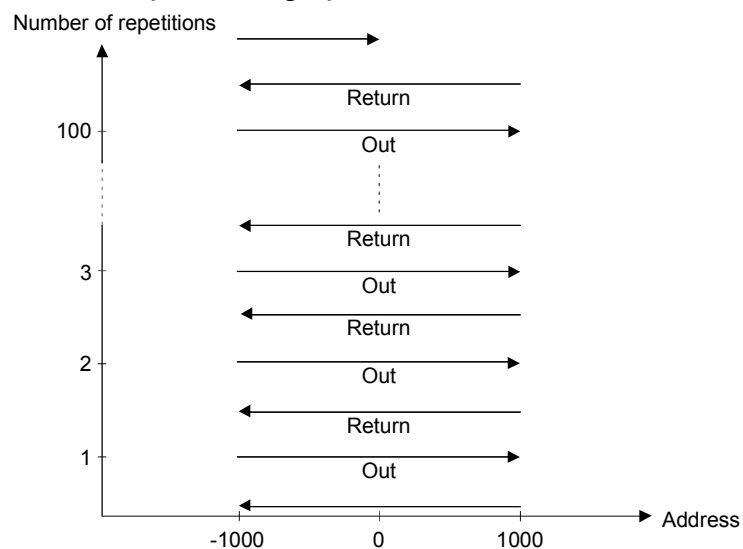 Number of repetitions
Return
100
Out
Return
3
Out
Return
2
Out
Return
1
Out
Address
-1000 0 1000